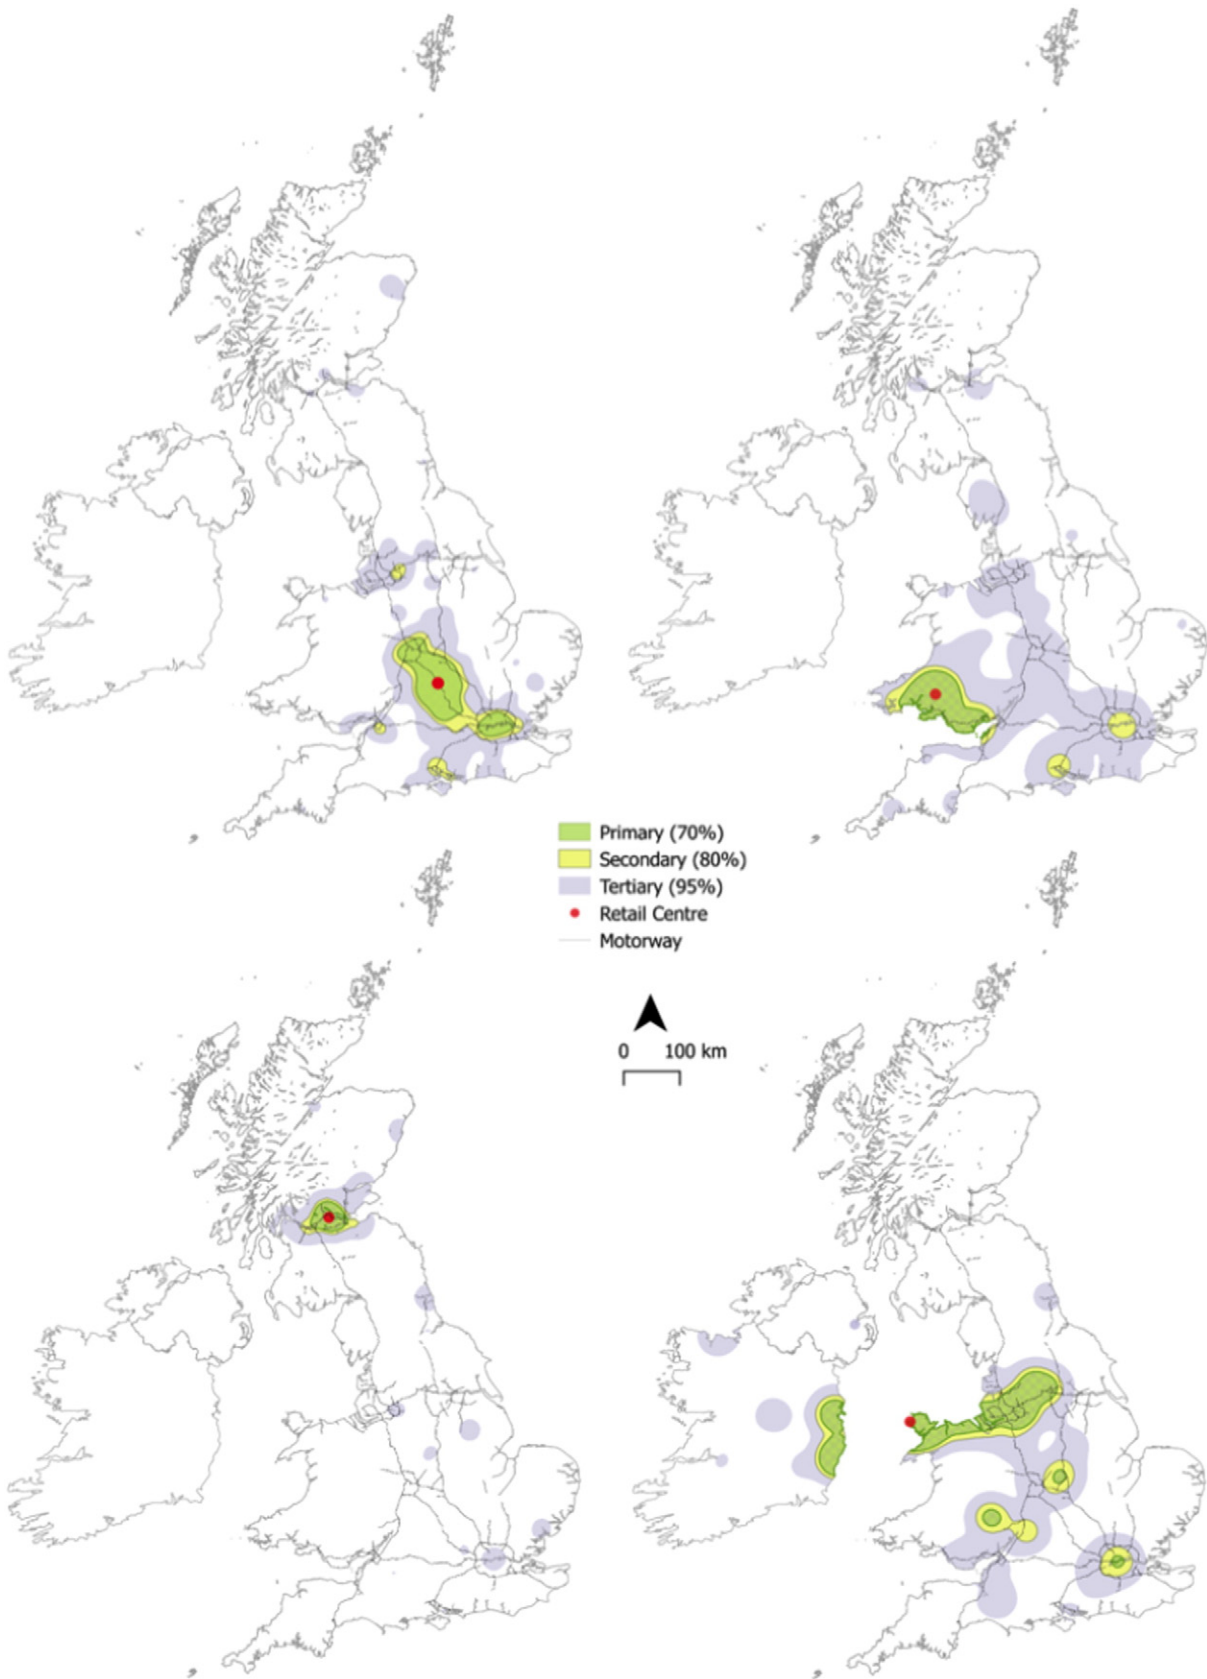 Primary (70%)
Secondary (80%)
Tertiary (95%)
Retail Centre
Motorway
0 100 km